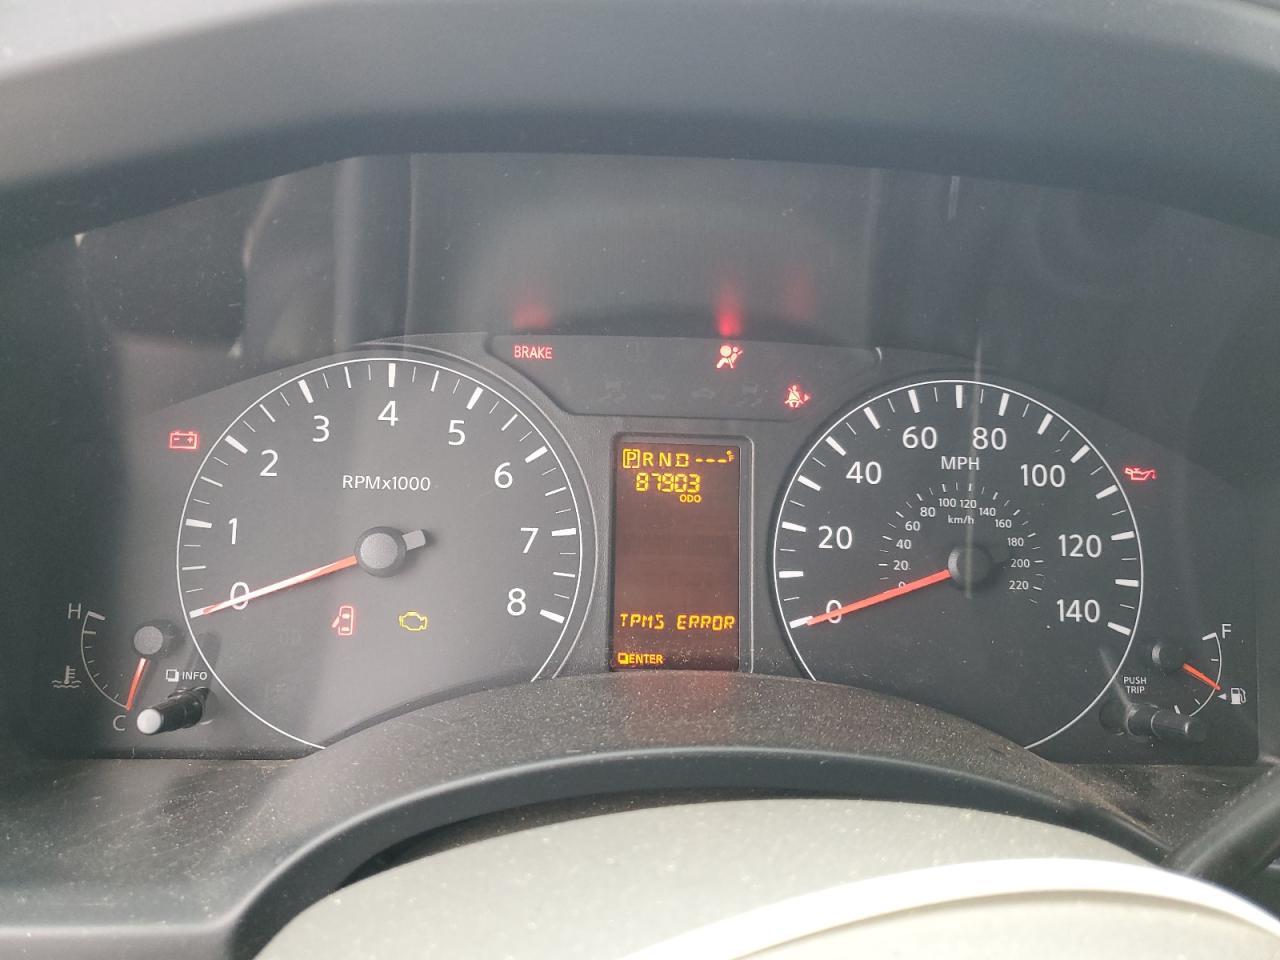 BRAKE
RPMx1000
0
1
2
3
4
5
6
7
8
H
C
INFO
P R N D ---°F
87903
ODO
TPMS ERROR
ENTER
MPH
0
20
40
60
80
100
120
140
km/h
0
20
40
60
80
100
120
140
160
180
200
220
F
PUSH
TRIP